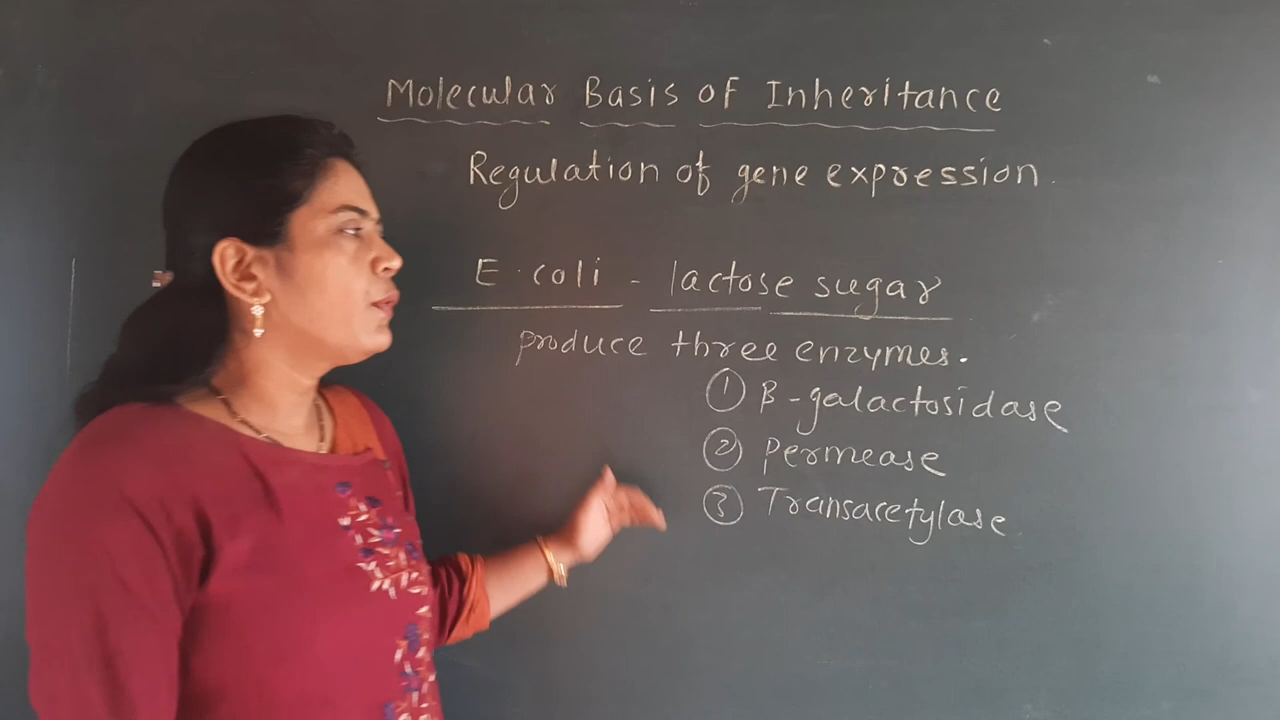 Molecular Basis of Inheritance
Regulation of gene expression.
E.coli - lactose sugar
produce three enzymes.
① β-galactosidase
② Permease
③ Transacetylase